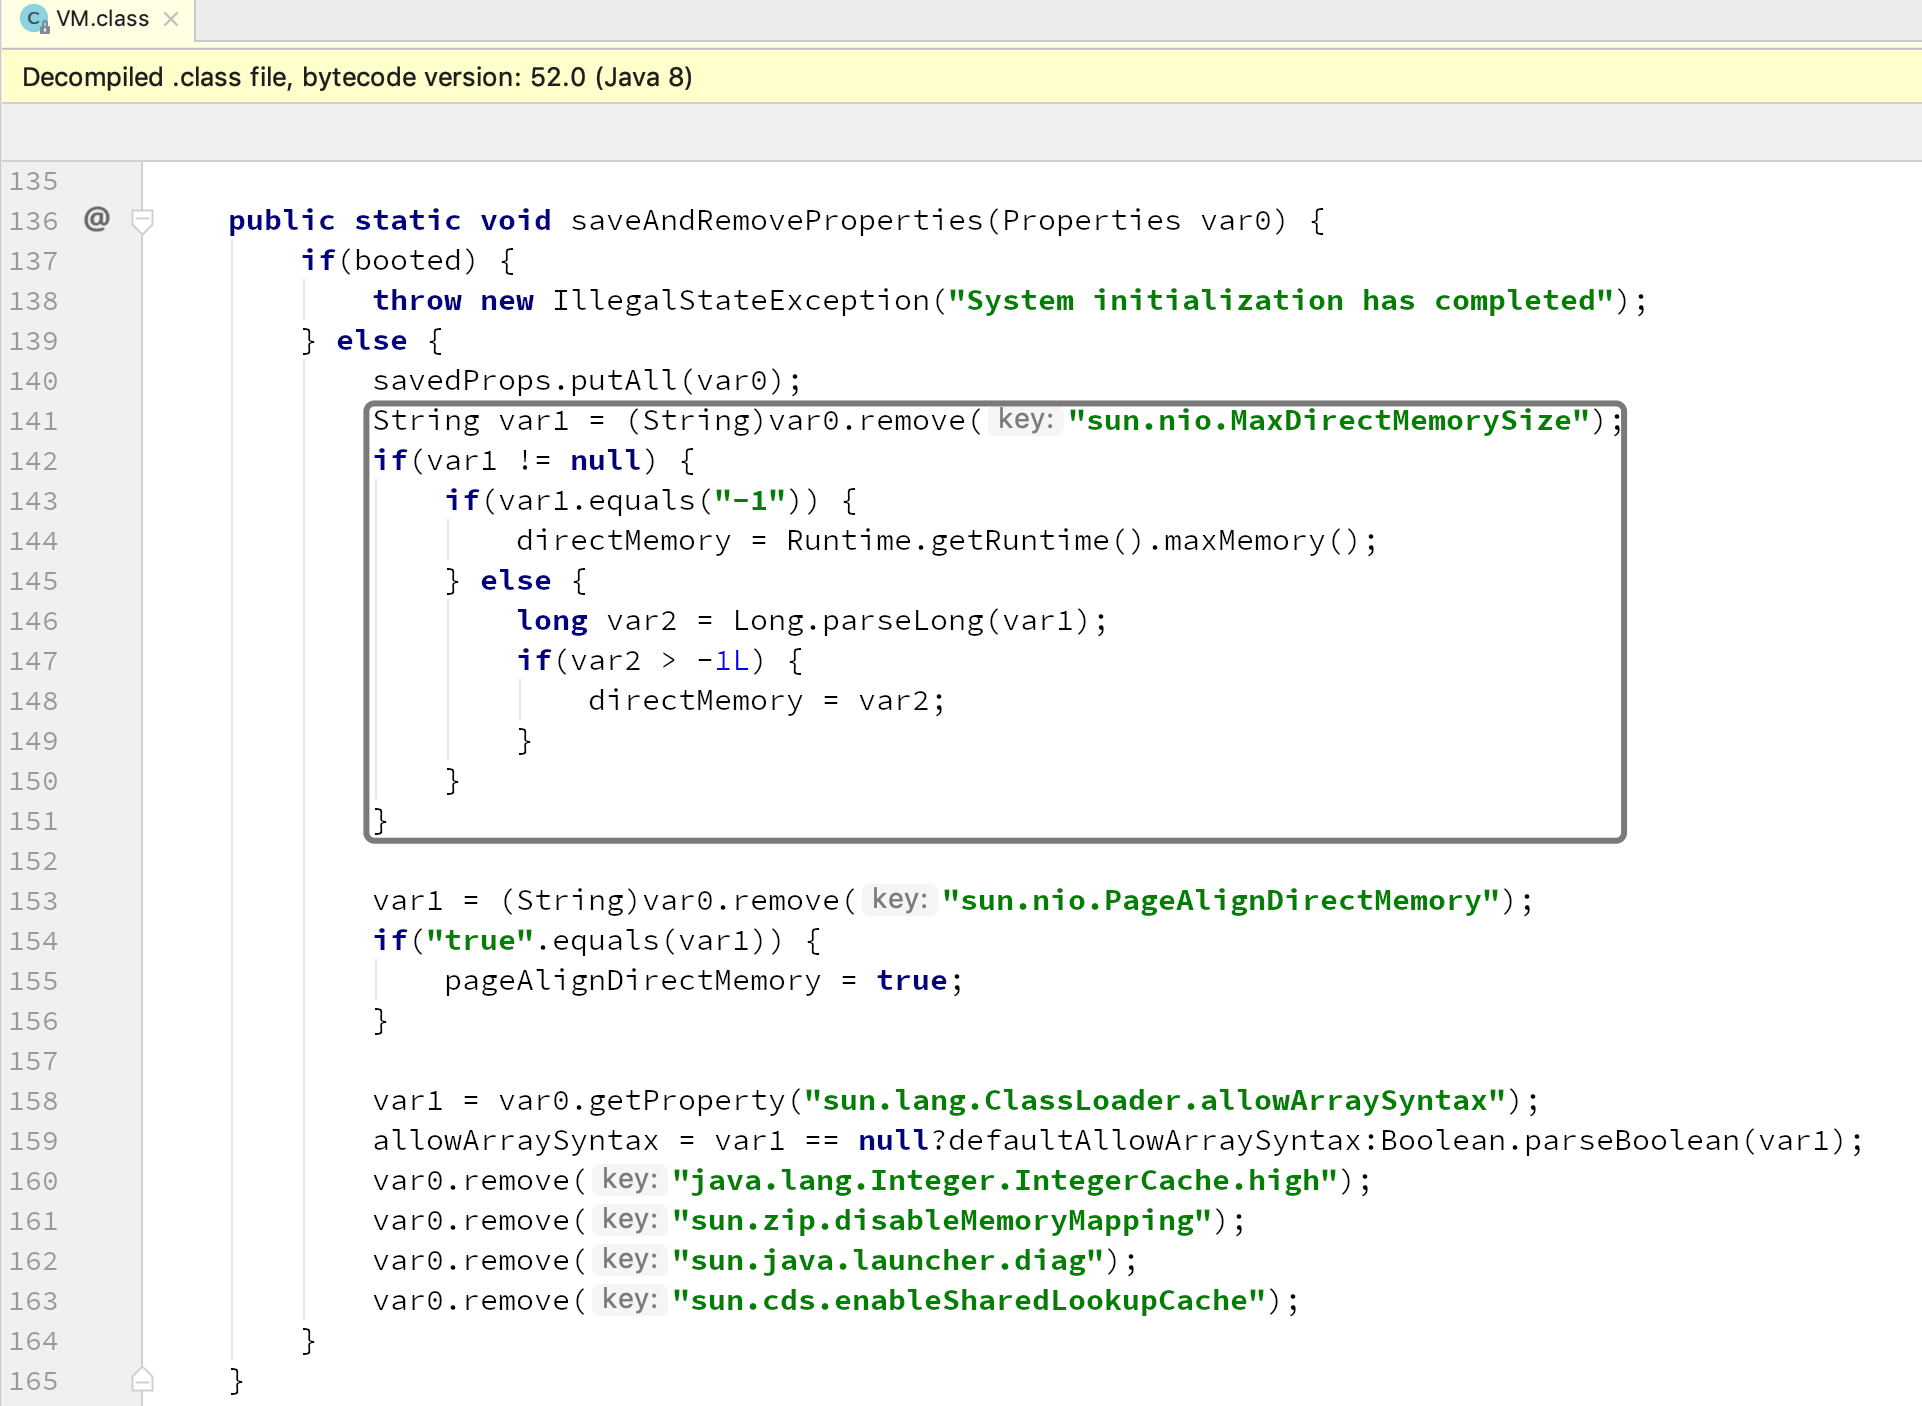 VM.class
Decompiled .class file, bytecode version: 52.0 (Java 8)
135
136 @ public static void saveAndRemoveProperties(Properties var0) {
137 if(booted) {
138 throw new IllegalStateException("System initialization has completed");
139 } else {
140 savedProps.putAll(var0);
141 String var1 = (String)var0.remove( key: "sun.nio.MaxDirectMemorySize");
142 if(var1 != null) {
143 if(var1.equals("-1")) {
144 directMemory = Runtime.getRuntime().maxMemory();
145 } else {
146 long var2 = Long.parseLong(var1);
147 if(var2 > -1L) {
148 directMemory = var2;
149 }
150 }
151 }
152
153 var1 = (String)var0.remove( key: "sun.nio.PageAlignDirectMemory");
154 if("true".equals(var1)) {
155 pageAlignDirectMemory = true;
156 }
157
158 var1 = var0.getProperty("sun.lang.ClassLoader.allowArraySyntax");
159 allowArraySyntax = var1 == null?defaultAllowArraySyntax:Boolean.parseBoolean(var1);
160 var0.remove( key: "java.lang.Integer.IntegerCache.high");
161 var0.remove( key: "sun.zip.disableMemoryMapping");
162 var0.remove( key: "sun.java.launcher.diag");
163 var0.remove( key: "sun.cds.enableSharedLookupCache");
164 }
165 }